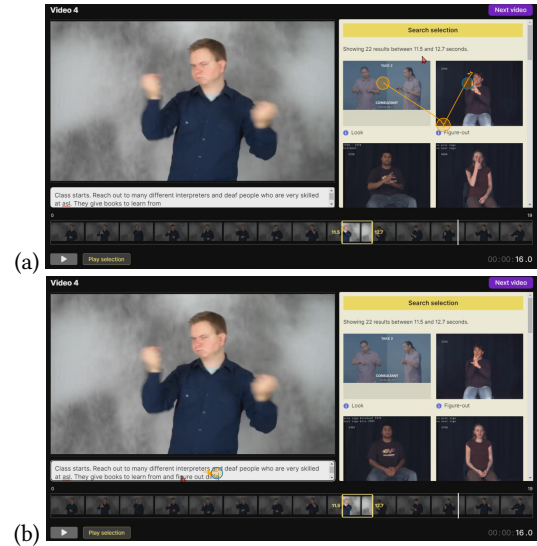 (a)
Video 4
Next video
Search selection
Showing 22 results between 11.5 and 12.7 seconds.
TAKE 2
CONSULTANT
Look
Figure-out
Class starts. Reach out to many different interpreters and deaf people who are very skilled
at asl. They give books to learn from
0
19
11.5
12.7
Play selection
00:00:16.0
(b)
Video 4
Next video
Search selection
Showing 22 results between 11.5 and 12.7 seconds.
TAKE 2
CONSULTANT
Look
Figure-out
Class starts. Reach out to many different interpreters and deaf people who are very skilled
at asl. They give books to learn from and figure out
0
19
11.5
12.7
Play selection
00:00:16.0